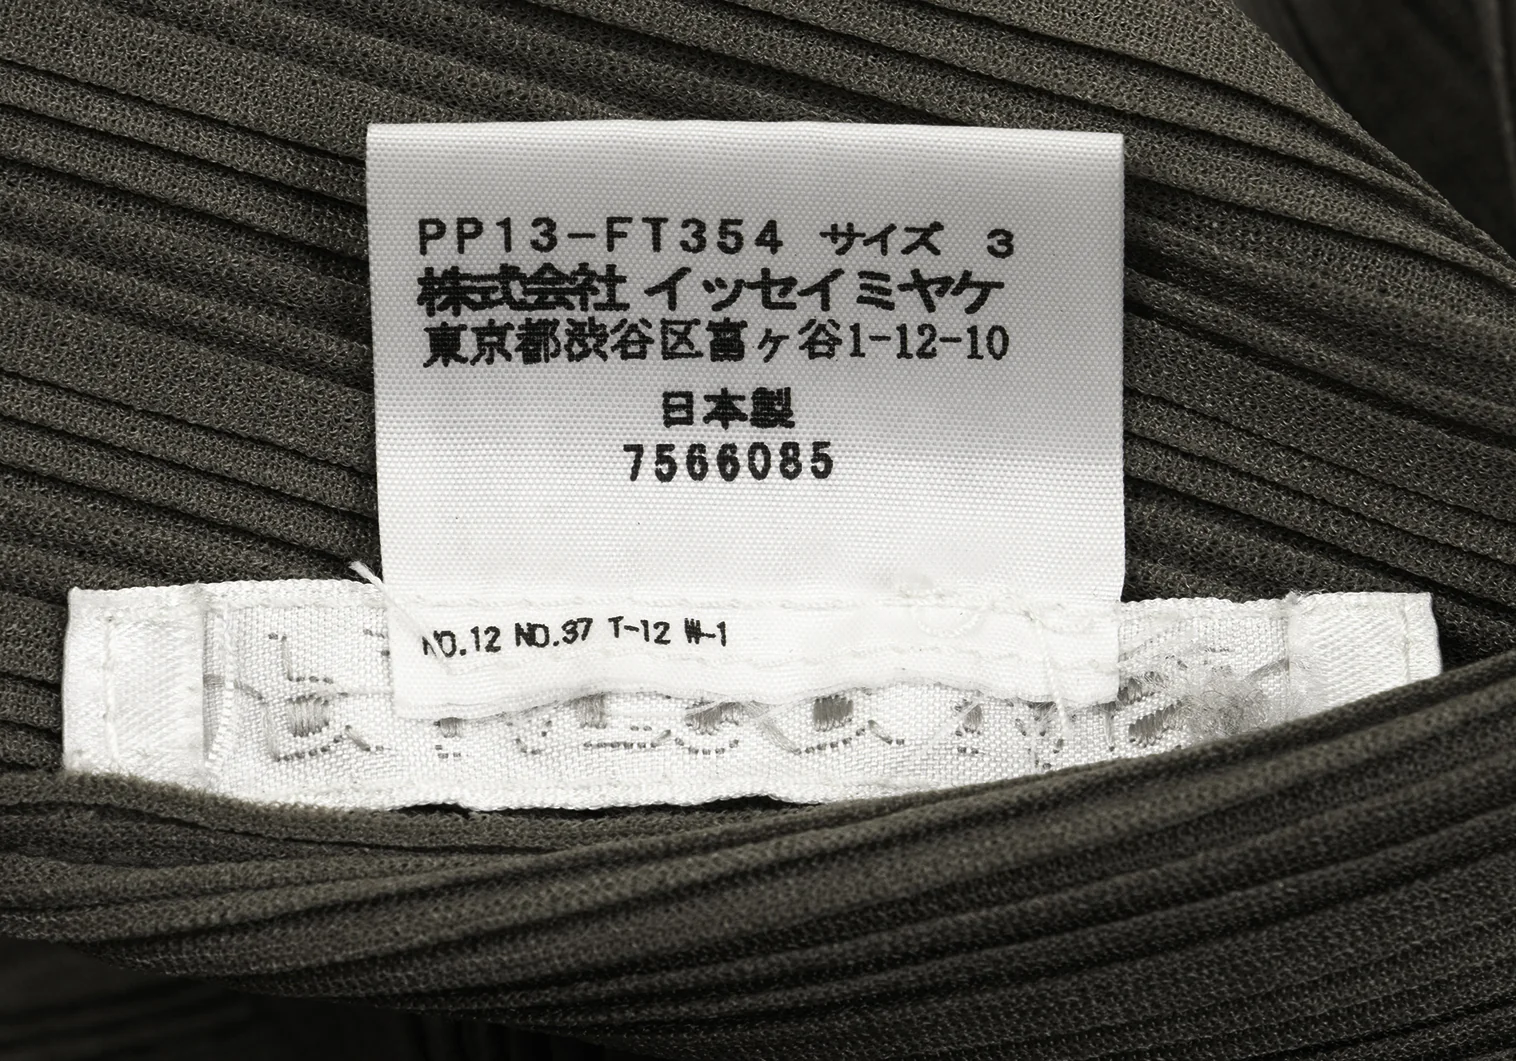 PP13-FT354 サイズ 3
株式会社 イッセイミヤケ
東京都渋谷区富ヶ谷1-12-10
日本製
7566085
NO.12 NO.37 T-12 W-1